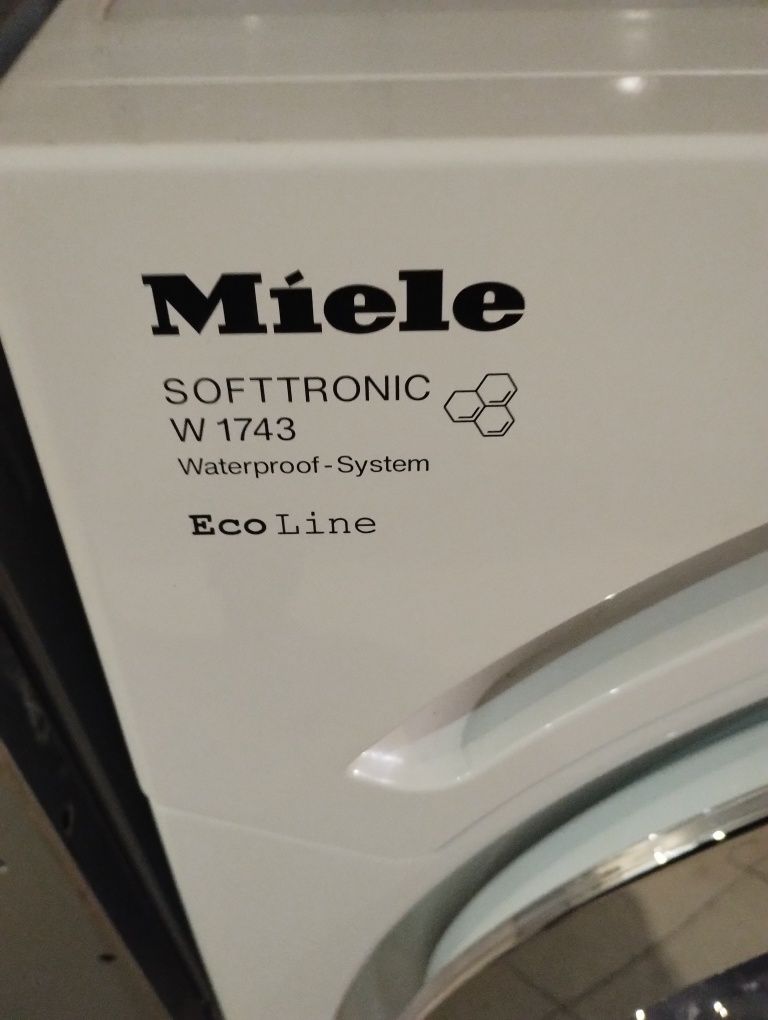 Miele
SOFTTRONIC
W 1743
Waterproof-System
Eco Line